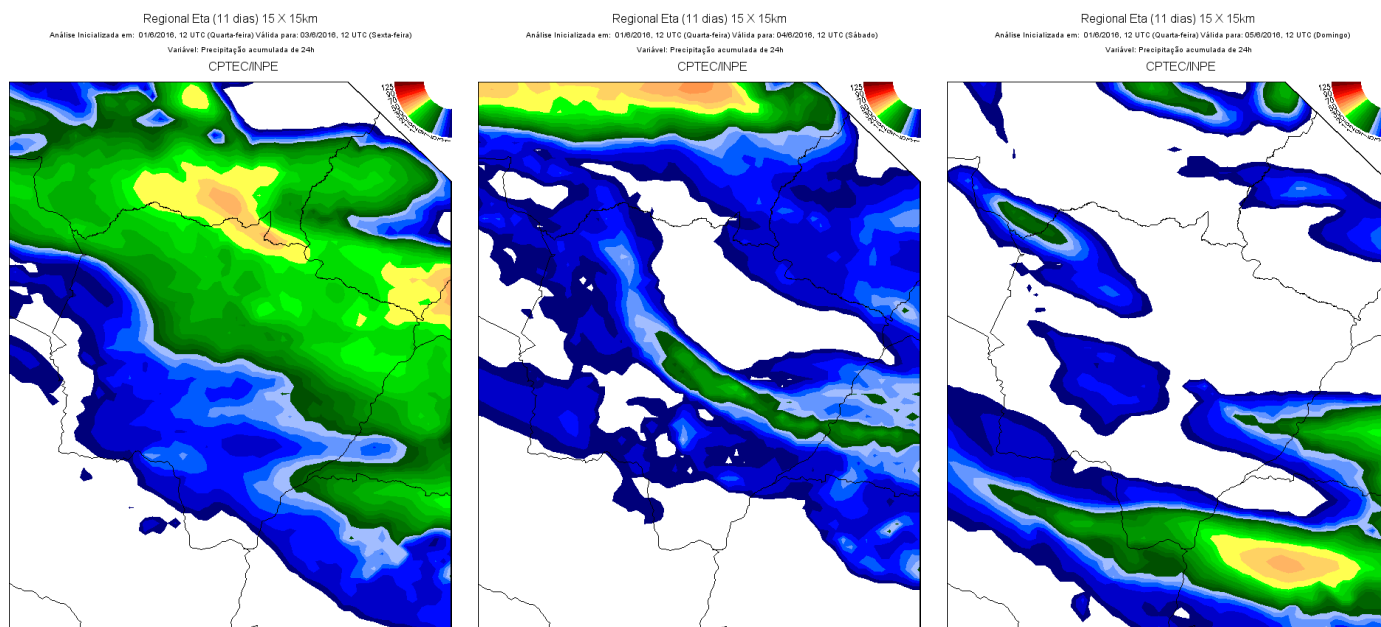 Regional Eta (11 dias) 15 X 15km
Análise Inicializada em: 01/6/2016, 12 UTC (Quarta-feira) Válida para: 03/6/2016, 12 UTC (Sexta-feira)
Variável: Precipitação acumulada de 24h
CPTEC/INPE
125
Regional Eta (11 dias) 15 X 15km
Análise Inicializada em: 01/6/2016, 12 UTC (Quarta-feira) Válida para: 04/6/2016, 12 UTC (Sábado)
Variável: Precipitação acumulada de 24h
CPTEC/INPE
125
Regional Eta (11 dias) 15 X 15km
Análise Inicializada em: 01/6/2016, 12 UTC (Quarta-feira) Válida para: 05/6/2016, 12 UTC (Domingo)
Variável: Precipitação acumulada de 24h
CPTEC/INPE
125